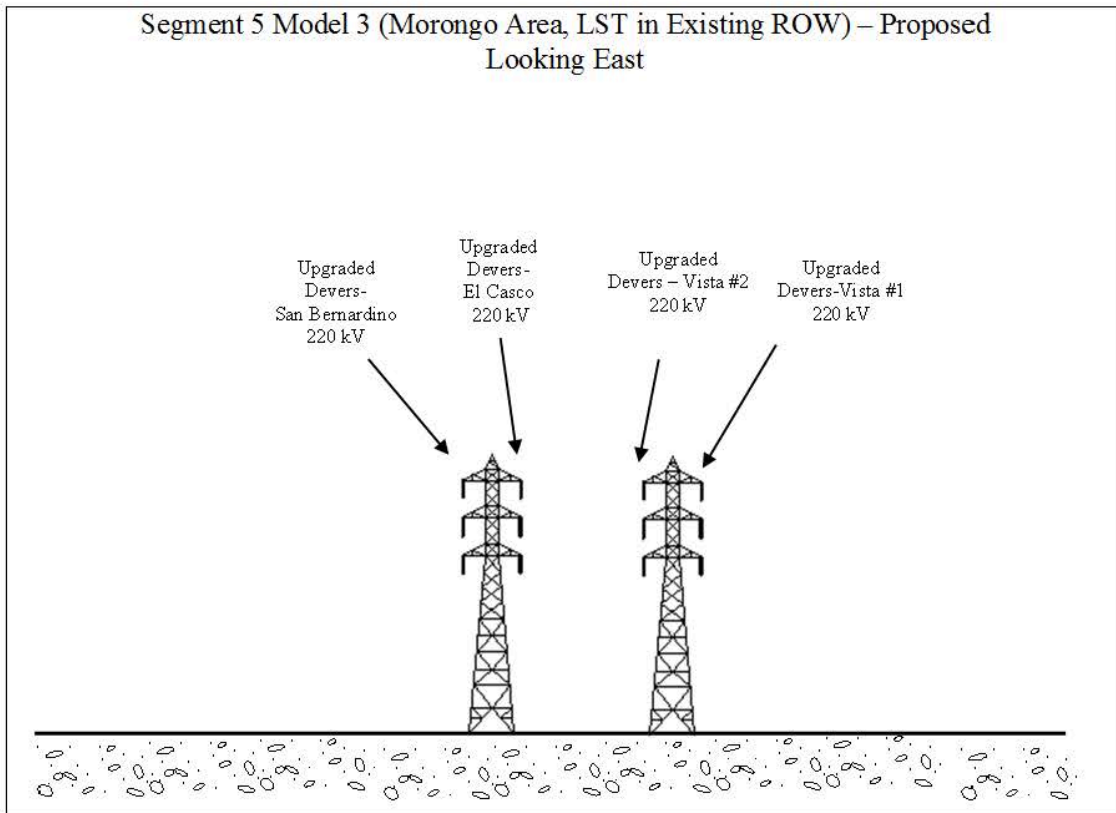 Segment 5 Model 3 (Morongo Area, LST in Existing ROW) – Proposed
Looking East
Upgraded
Devers-
San Bernardino
220 kV
Upgraded
Devers-
El Casco
220 kV
Upgraded
Devers – Vista #2
220 kV
Upgraded
Devers-Vista #1
220 kV